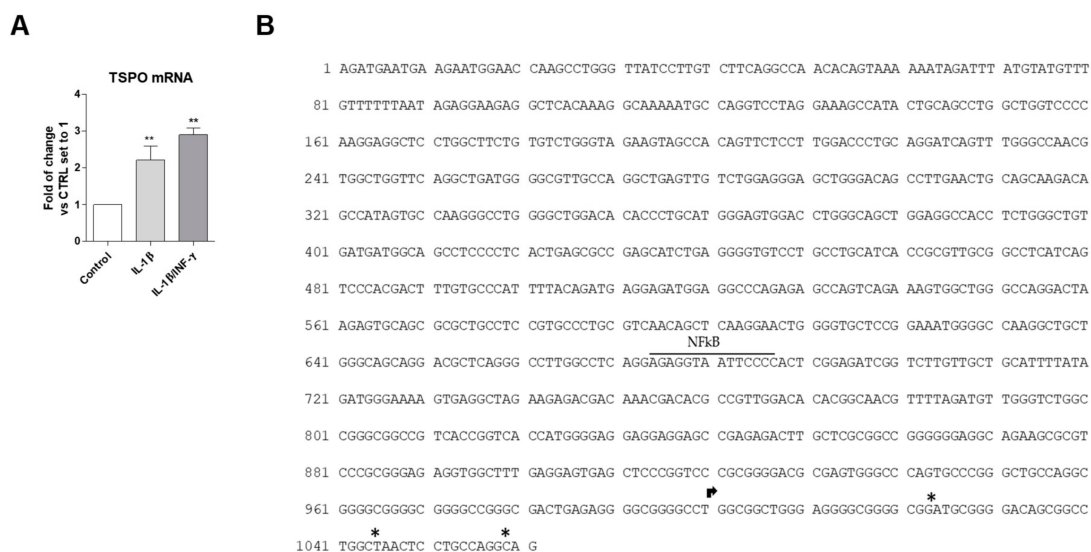 A
B
TSPO mRNA
Fold of change
vs CTRL set to 1
4
3
2
1
0
**
**
Control
IL-1β
IL-1β/INF-γ
1 AGATGAATGA AGAATGGAAC CAAGCCTGGG TTATCCTTGT CTTCAGGCCA ACACAGTAAA AAATAGATTT ATGTATGTTT
81 GTTTTTTAAT AGAGGAAGAG GCTCACAAAG GCAAAAATGC CAGGTCCTAG GAAAGCCATA CTGCAGCCTG GCTGGTCCCC
161 AAGGAGGCTC CTGGCTTCTG TGTCTGGGTA GAAGTAGCCA CAGTTCTCCT TGGACCCTGC AGGATCAGTT TGGGCCAACG
241 TGGCTGGTTC AGGCTGATGG GGCGTTGCCA GGCTGAGTTG TCTGGAGGGA GCTGGGACAG CCTTGAACTG CAGCAAGACA
321 GCCATAGTGC CAAGGGCCTG GGGCTGGACA CACCCTGCAT GGGAGTGGAC CTGGGCAGCT GGAGGCCACC TCTGGGCTGT
401 GATGATGGCA GCCTCCCCTC ACTGAGCGCC GAGCATCTGA GGGGTGTCCT GCCTGCATCA CCGCGTTGCG GCCTCATCAG
481 TCCCACGACT TTGTGCCCAT TTTACAGATG AGGAGATGGA GGCCCAGAGA GCCAGTCAGA AAGTGGCTGG GCCAGGACTA
561 AGAGTGCAGC GCGCTGCCTC CGTGCCCTGC GTCAACAGCT CAAGGAACTG GGGTGCTCCG GAAATGGGGC CAAGGCTGCT
NFkB
641 GGGCAGCAGG ACGCTCAGGG CCTTGGCCTC AGGAGAGGTA ATTCCCCACT CGGAGATCGG TCTTGTTGCT GCATTTTATA
721 GATGGGAAAA GTGAGGCTAG AAGAGACGAC AAACGACACG CCGTTGGACA CACGGCAACG TTTTAGATGT TGGGTCTGGC
801 CGGGCGGCCG TCACCGGTCA CCATGGGGAG GAGGAGGAGC CGAGAGACTT GCTCGCGGCC GGGGGGAGGC AGAAGCGCGT
881 CCCGCGGGAG AGGTGGCTTT GAGGAGTGAG CTCCCGGTCC CGCGGGGACG CGAGTGGGCC CAGTGCCCGG GCTGCCAGGC
*
961 GGGGCGGGGC GGGGCCGGGC GACTGAGAGG GGCGGGGCCT GGCGGCTGGG AGGGGCGGGG CGGATGCGGG GACAGCGGCC
* *
1041 TGGCTAACTC CTGCCAGGCA G